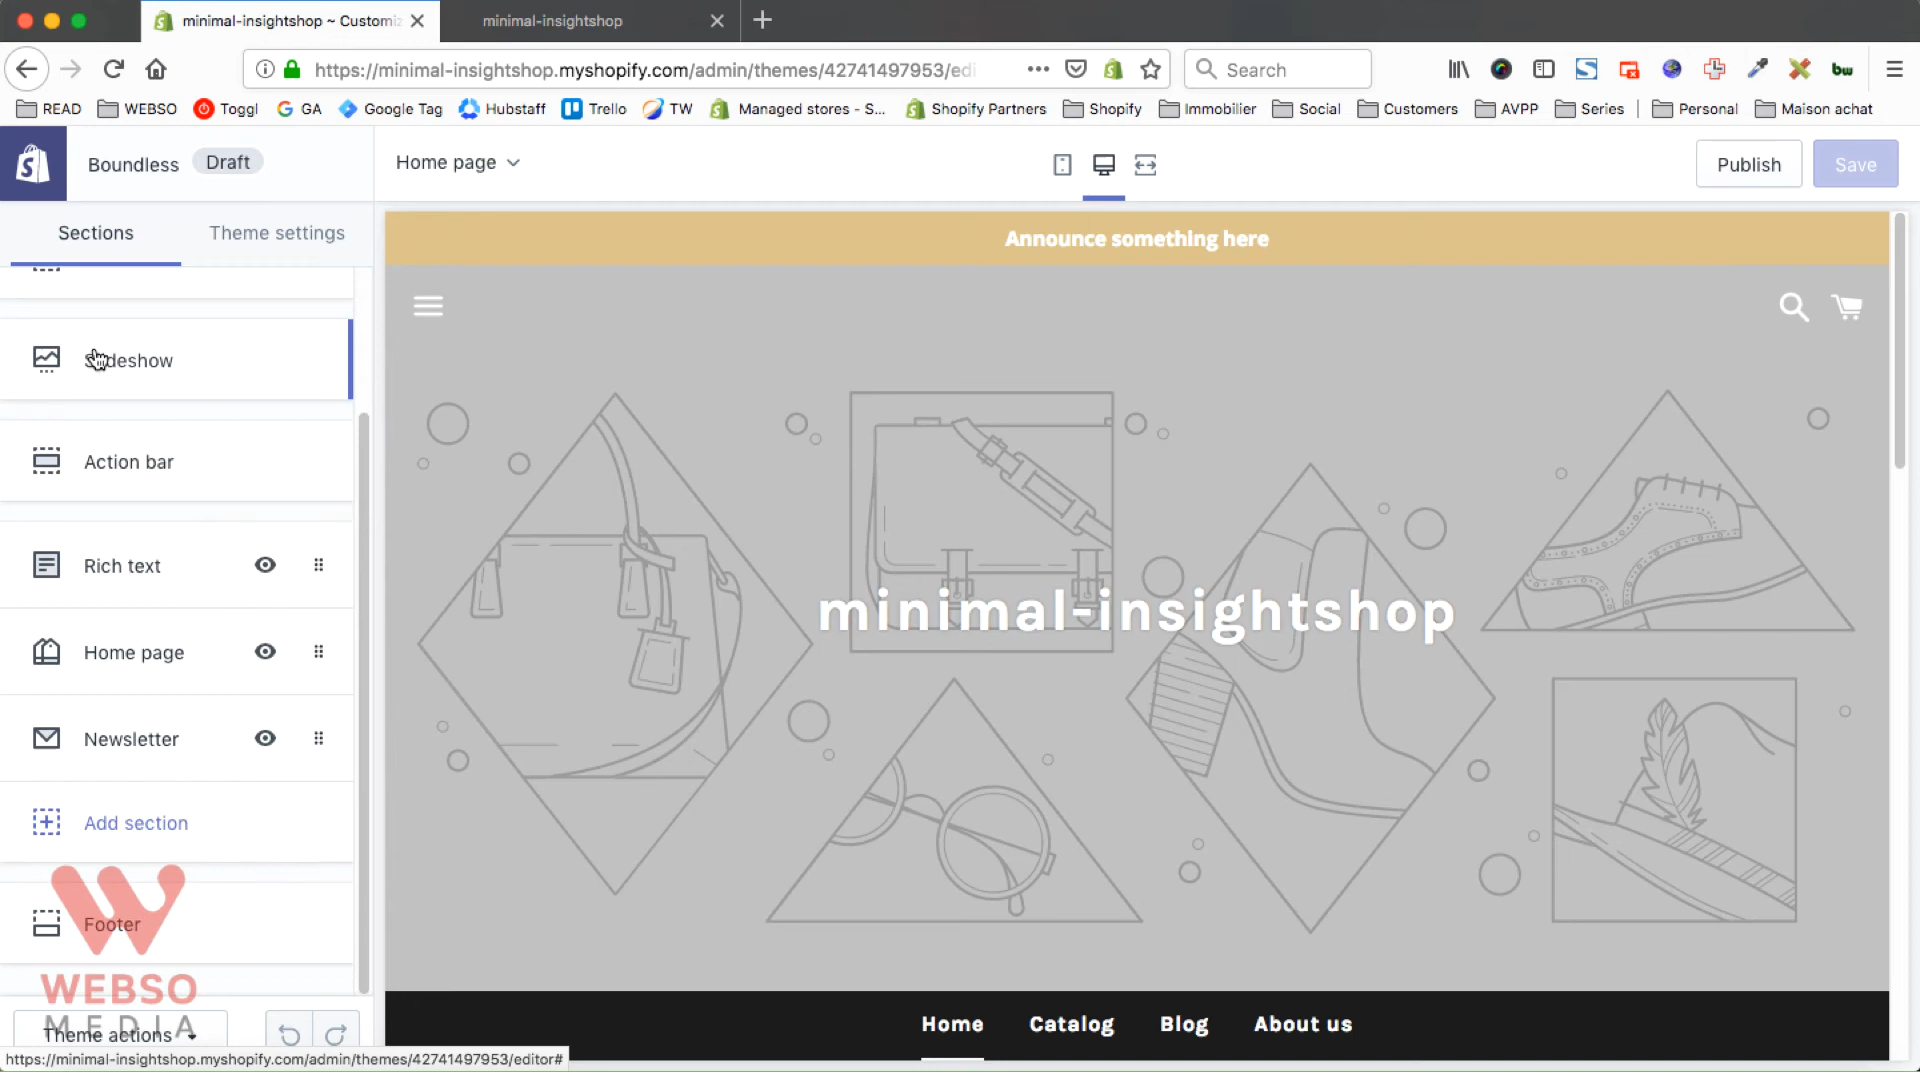 minimal-insightshop ~ Customiz
minimal-insightshop
https://minimal-insightshop.myshopify.com/admin/themes/42741497953/edi
Search
bw
READ
WEBSO
Toggl
GA
Google Tag
Hubstaff
Trello
TW
Managed stores - S...
Shopify Partners
Shopify
Immobilier
Social
Customers
AVPP
Series
Personal
Maison achat
Boundless
Draft
Home page
Publish
Save
Sections
Theme settings
Announce something here
Slideshow
Action bar
Rich text
minimal-insightshop
Home page
Newsletter
Add section
Footer
WEBSO
MEDIA
Theme actions
Home
Catalog
Blog
About us
https://minimal-insightshop.myshopify.com/admin/themes/42741497953/editor#